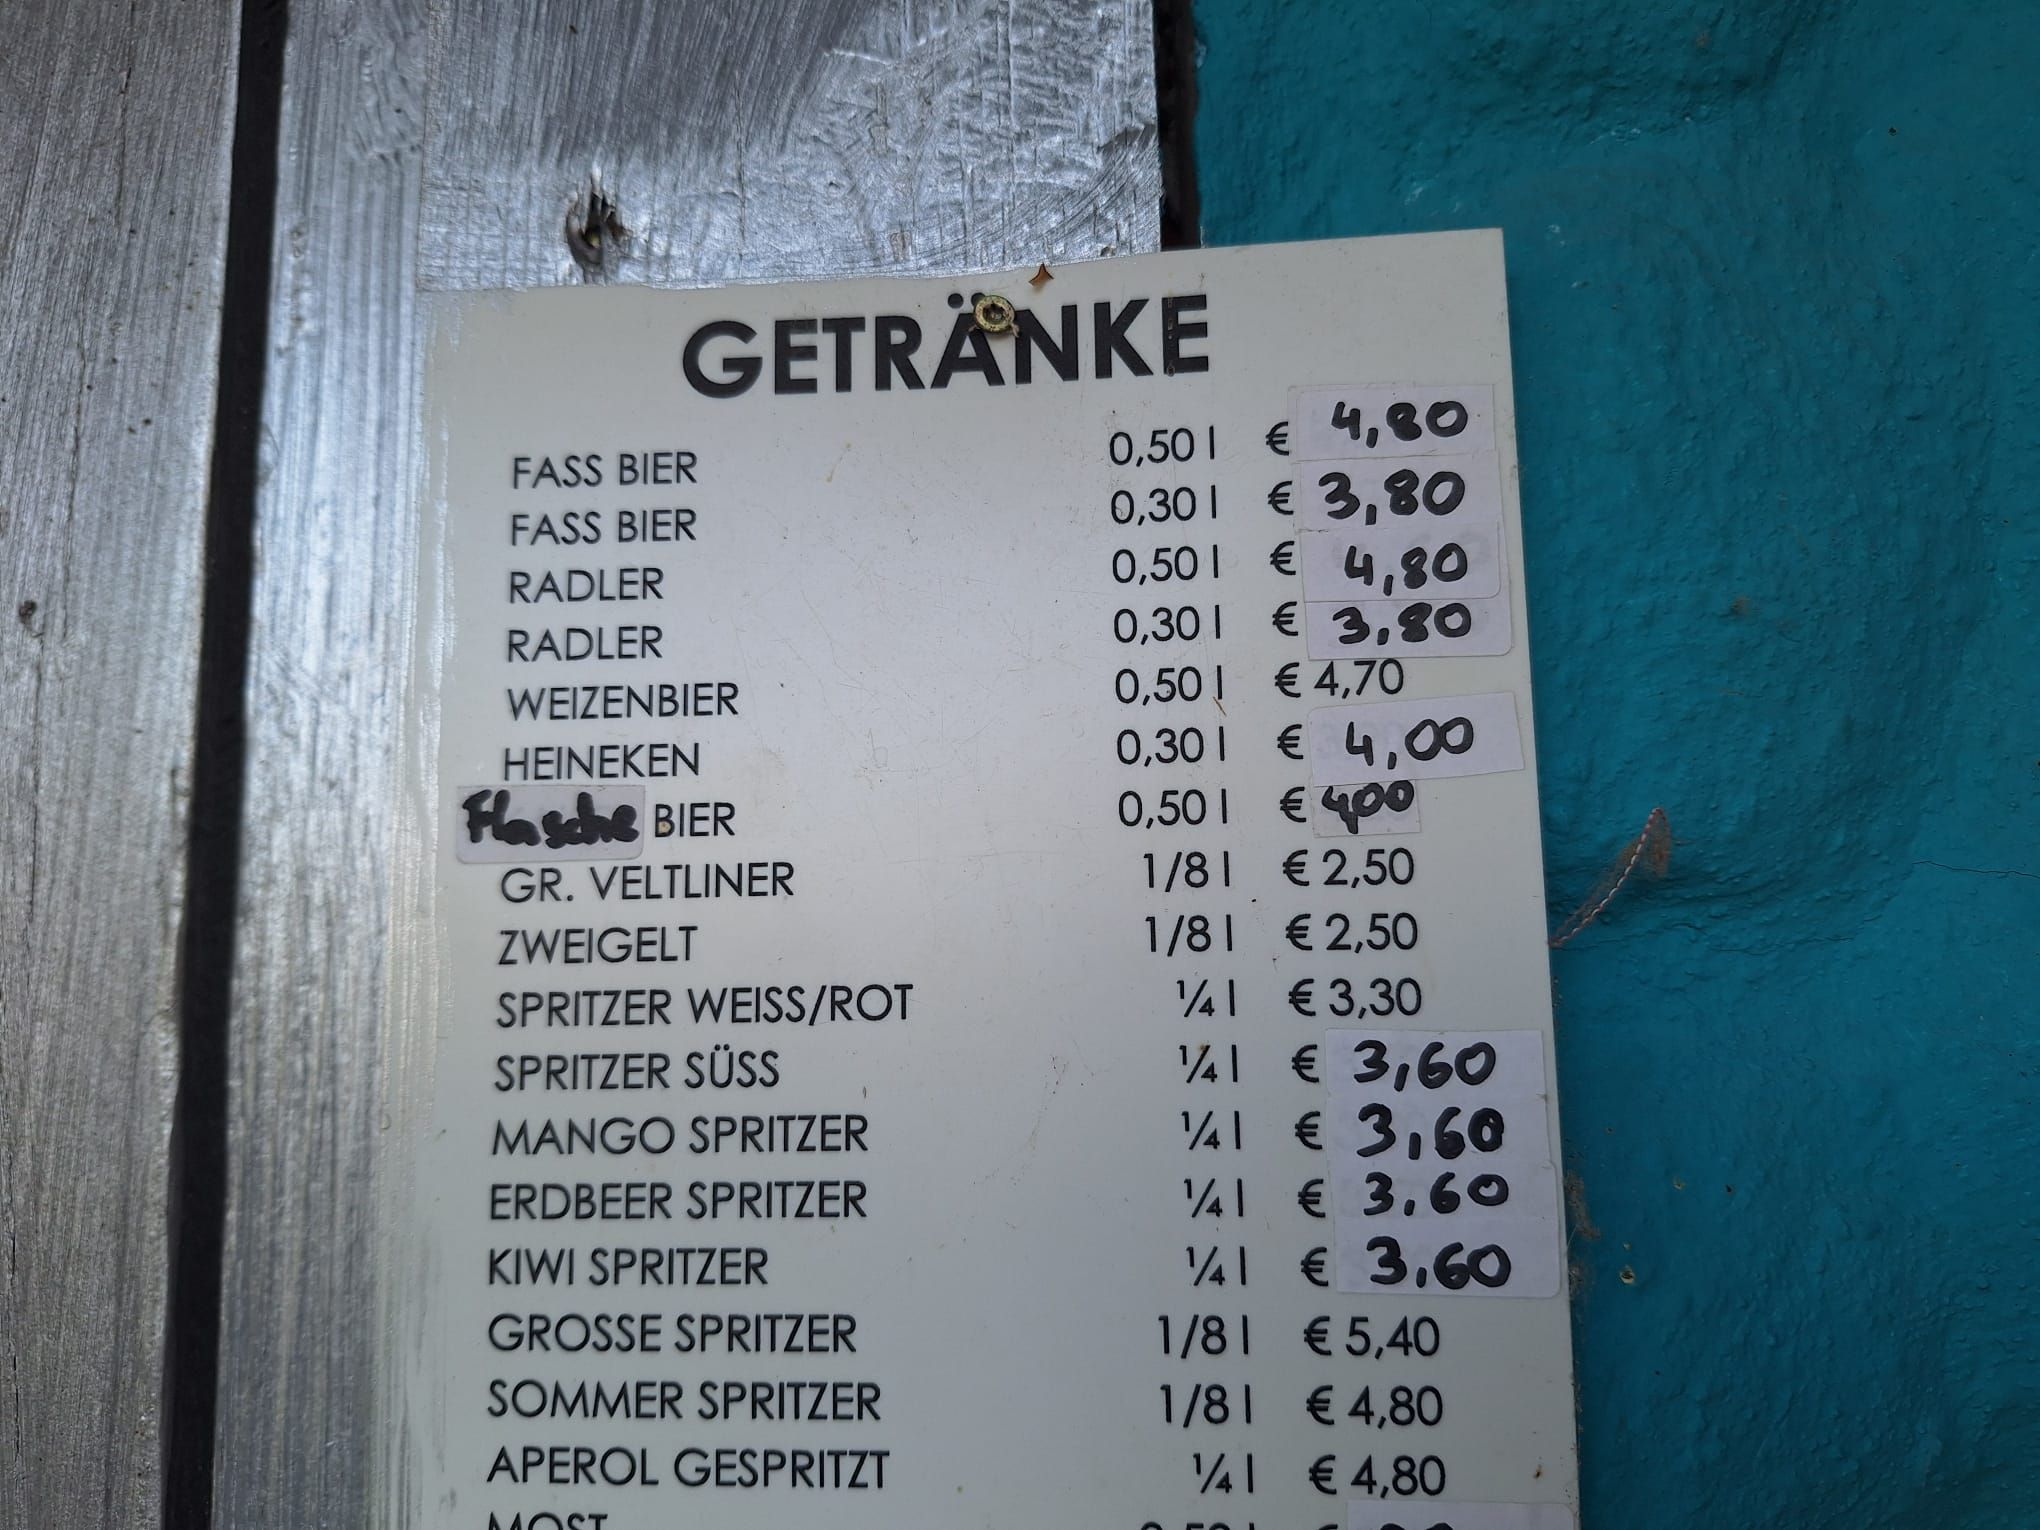 GETRÄNKE
FASS BIER 0,50 l € 4,80
FASS BIER 0,30 l € 3,80
RADLER 0,50 l € 4,80
RADLER 0,30 l € 3,80
WEIZENBIER 0,50 l € 4,70
HEINEKEN 0,30 l € 4,00
Flasche BIER 0,50 l € 4,00
GR. VELTLINER 1/8 l € 2,50
ZWEIGELT 1/8 l € 2,50
SPRITZER WEISS/ROT ¼ l € 3,30
SPRITZER SÜSS ¼ l € 3,60
MANGO SPRITZER ¼ l € 3,60
ERDBEER SPRITZER ¼ l € 3.60
KIWI SPRITZER ¼ l € 3,60
GROSSE SPRITZER 1/8 l € 5,40
SOMMER SPRITZER 1/8 l € 4,80
APEROL GESPRITZT ¼ l € 4,80
MOST